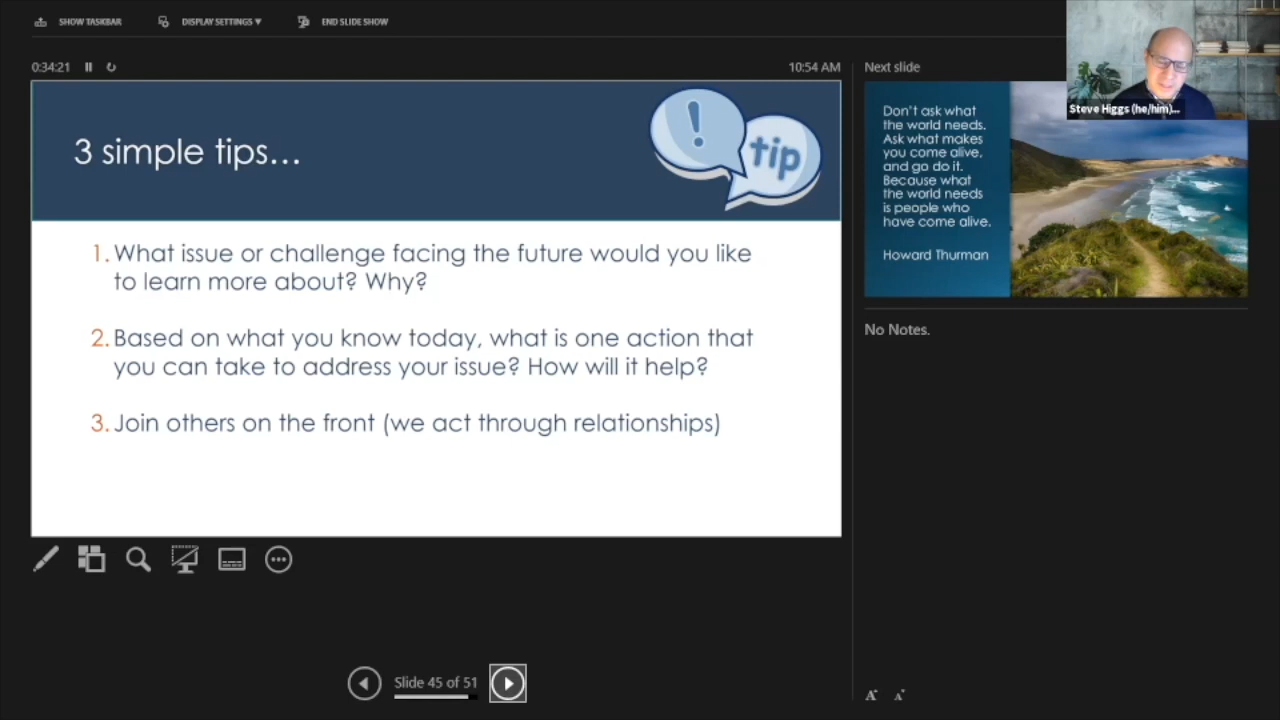 SHOW TASKBAR
DISPLAY SETTINGS ▼
END SLIDE SHOW
0:34:21
10:54 AM
Next slide
3 simple tips...
!
tip
1. What issue or challenge facing the future would you like
to learn more about? Why?
2. Based on what you know today, what is one action that
you can take to address your issue? How will it help?
3. Join others on the front (we act through relationships)
Don't ask what
the world needs.
Ask what makes
you come alive,
and go do it.
Because what
the world needs
is people who
have come alive.
Howard Thurman
Steve Higgs (he/him)...
No Notes.
Slide 45 of 51
A
A